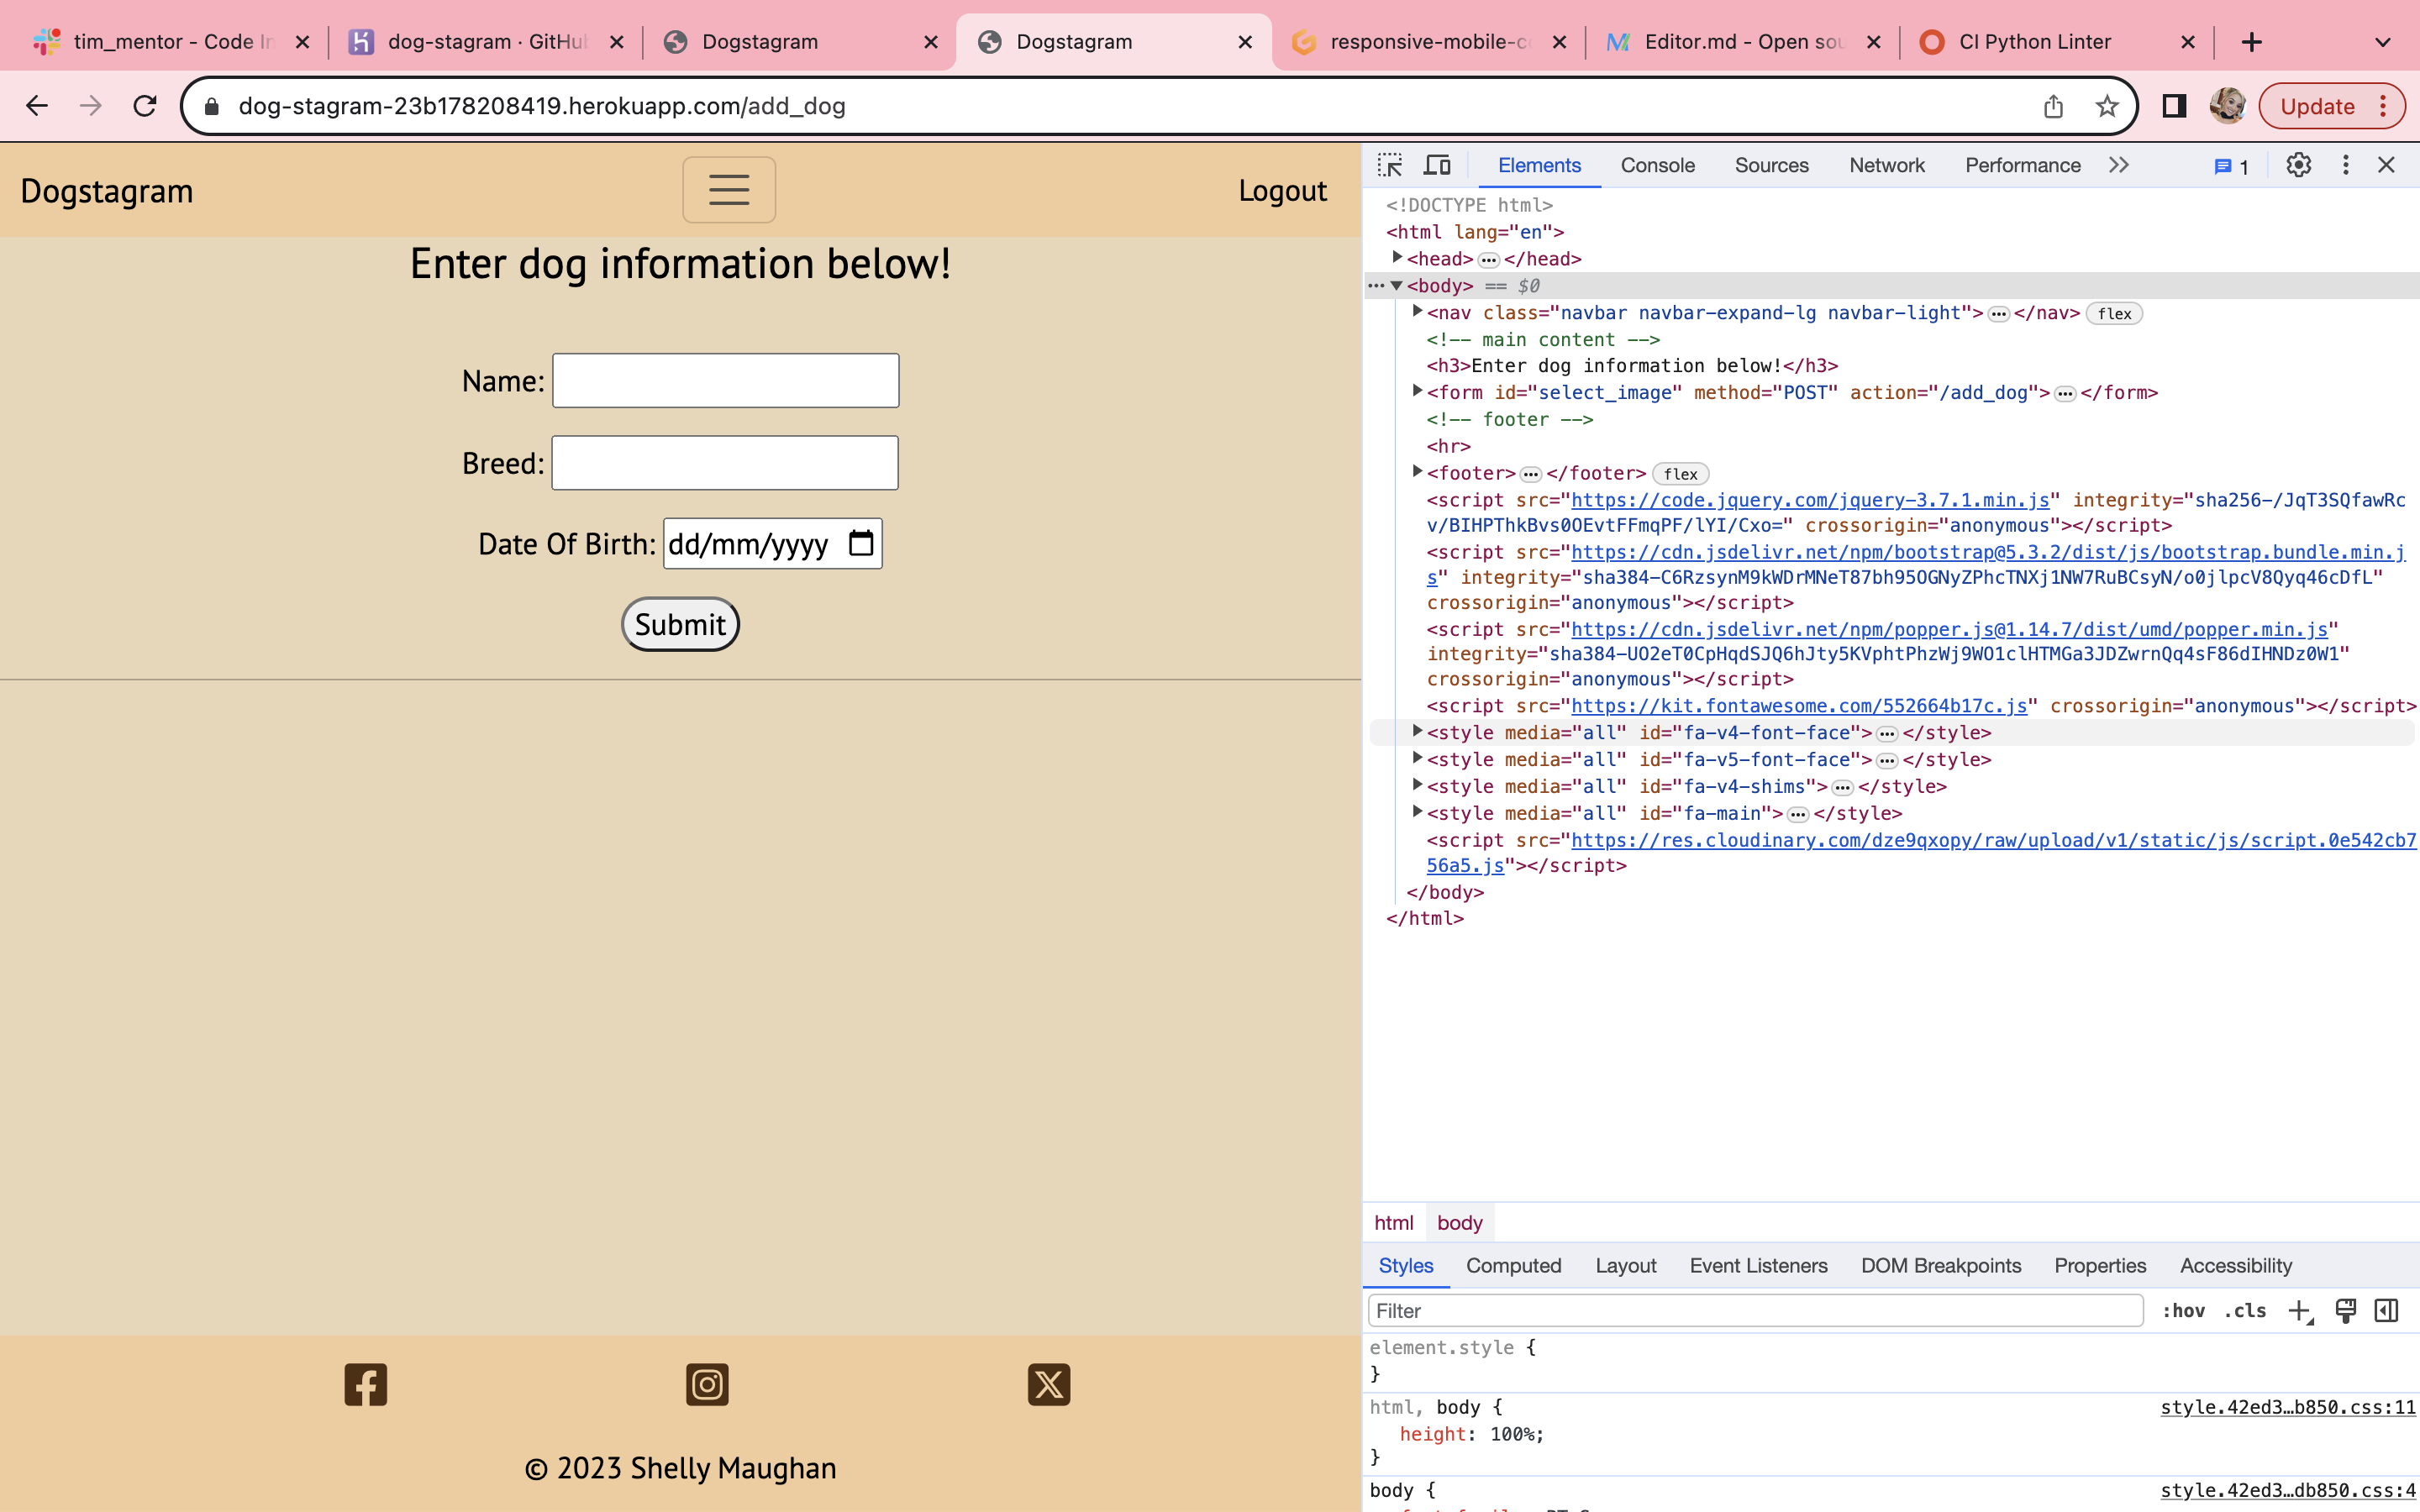 tim_mentor - Code In
dog-stagram · GitHub
Dogstagram
Dogstagram
responsive-mobile-c
Editor.md - Open sou
CI Python Linter
dog-stagram-23b178208419.herokuapp.com/add_dog
Update
Dogstagram
Logout
Enter dog information below!
Name:
Breed:
Date Of Birth: dd/mm/yyyy
Submit
© 2023 Shelly Maughan
Elements Console Sources Network Performance 1
<!DOCTYPE html>
<html lang="en">
<head>…</head>
<body> == $0
<nav class="navbar navbar-expand-lg navbar-light">…</nav> flex
<!-- main content -->
<h3>Enter dog information below!</h3>
<form id="select_image" method="POST" action="/add_dog">…</form>
<!-- footer -->
<hr>
<footer>…</footer> flex
<script src="https://code.jquery.com/jquery-3.7.1.min.js" integrity="sha256-/JqT3SQfawRc
v/BIHPThkBvs0OEvtFFmqPF/lYI/Cxo=" crossorigin="anonymous"></script>
<script src="https://cdn.jsdelivr.net/npm/bootstrap@5.3.2/dist/js/bootstrap.bundle.min.j
s" integrity="sha384-C6RzsynM9kWDrMNeT87bh95OGNyZPhcTNXj1NW7RuBCsyN/o0jlpcV8Qyq46cDfL"
crossorigin="anonymous"></script>
<script src="https://cdn.jsdelivr.net/npm/popper.js@1.14.7/dist/umd/popper.min.js"
integrity="sha384-UO2eT0CpHqdSJQ6hJty5KVphtPhzWj9WO1clHTMGa3JDZwrnQq4sF86dIHNDz0W1"
crossorigin="anonymous"></script>
<script src="https://kit.fontawesome.com/552664b17c.js" crossorigin="anonymous"></script>
<style media="all" id="fa-v4-font-face">…</style>
<style media="all" id="fa-v5-font-face">…</style>
<style media="all" id="fa-v4-shims">…</style>
<style media="all" id="fa-main">…</style>
<script src="https://res.cloudinary.com/dze9qxopy/raw/upload/v1/static/js/script.0e542cb7
56a5.js"></script>
</body>
</html>
html body
Styles Computed Layout Event Listeners DOM Breakpoints Properties Accessibility
Filter :hov .cls
element.style {
}
html, body { style.42ed3…b850.css:11
height: 100%;
}
body { style.42ed3…db850.css:4